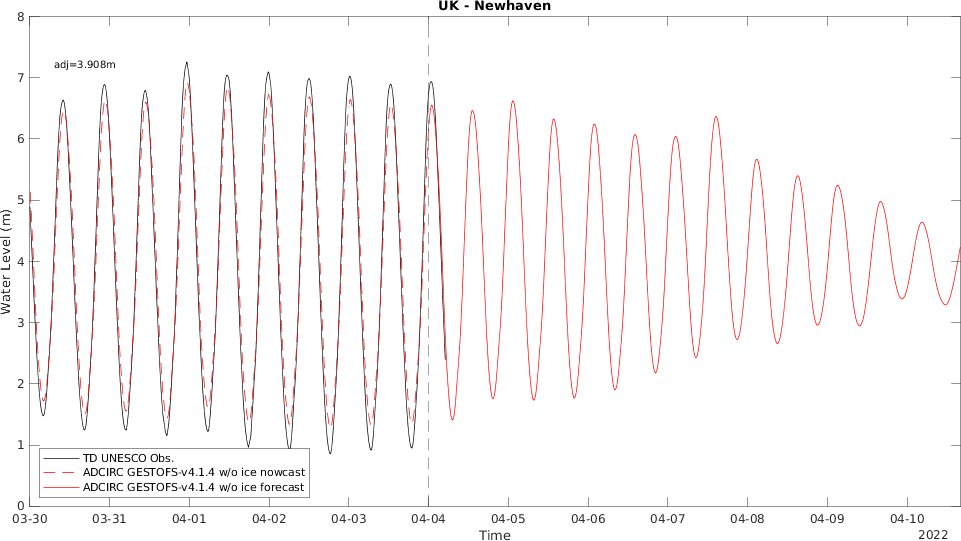 UK - Newhaven
adj=3.908m
Water Level (m)
8
7
6
5
4
3
2
1
0
TD UNESCO Obs.
ADCIRC GESTOFS-v4.1.4 w/o ice nowcast
ADCIRC GESTOFS-v4.1.4 w/o ice forecast
03-30 03-31 04-01 04-02 04-03 04-04 04-05 04-06 04-07 04-08 04-09 04-10
Time
2022